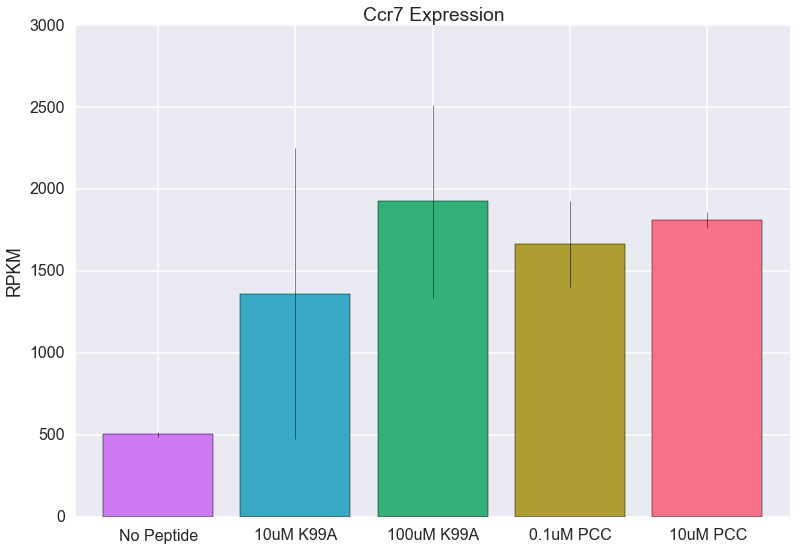 Ccr7 Expression
3000
2500
2000
1500
1000
500
0
RPKM
No Peptide
10uM K99A
100uM K99A
0.1uM PCC
10uM PCC